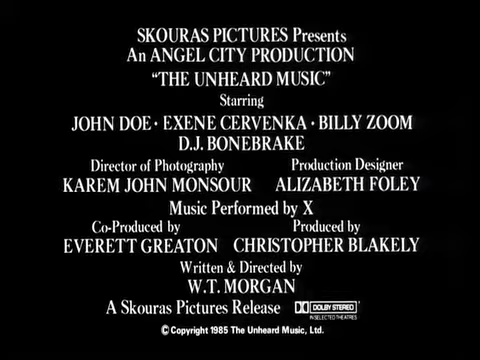 SKOURAS PICTURES Presents
An ANGEL CITY PRODUCTION
“THE UNHEARD MUSIC”
Starring
JOHN DOE · EXENE CERVENKA · BILLY ZOOM
D.J. BONEBRAKE
Director of Photography Production Designer
KAREM JOHN MONSOUR ALIZABETH FOLEY
Music Performed by X
Co-Produced by Produced by
EVERETT GREATON CHRISTOPHER BLAKELY
Written & Directed by
W.T. MORGAN
A Skouras Pictures Release DOLBY STEREO
IN SELECTED THEATRES
© Copyright 1985 The Unheard Music, Ltd.